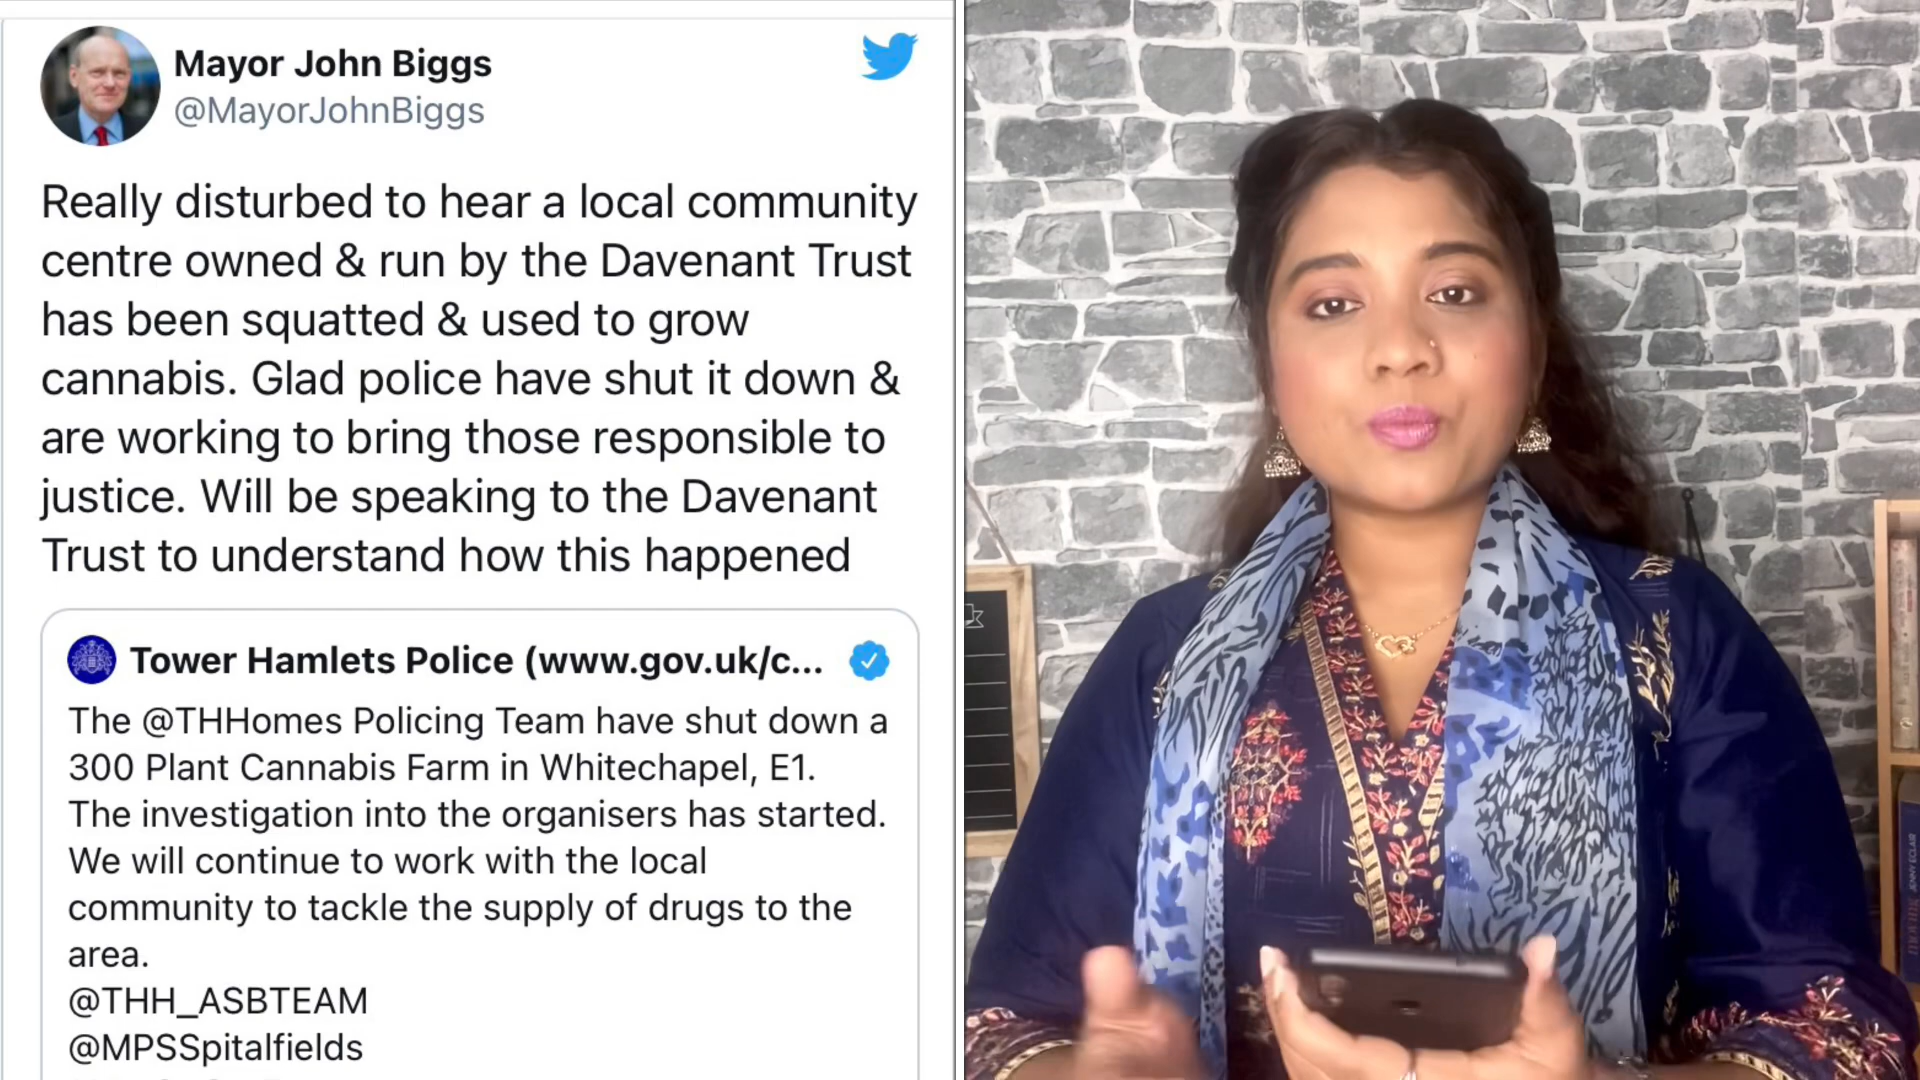 Mayor John Biggs
@MayorJohnBiggs
Really disturbed to hear a local community
centre owned & run by the Davenant Trust
has been squatted & used to grow
cannabis. Glad police have shut it down &
are working to bring those responsible to
justice. Will be speaking to the Davenant
Trust to understand how this happened
Tower Hamlets Police (www.gov.uk/c...
The @THHomes Policing Team have shut down a
300 Plant Cannabis Farm in Whitechapel, E1.
The investigation into the organisers has started.
We will continue to work with the local
community to tackle the supply of drugs to the
area.
@THH_ASBTEAM
@MPSSpitalfields
JENNY ECLAIR